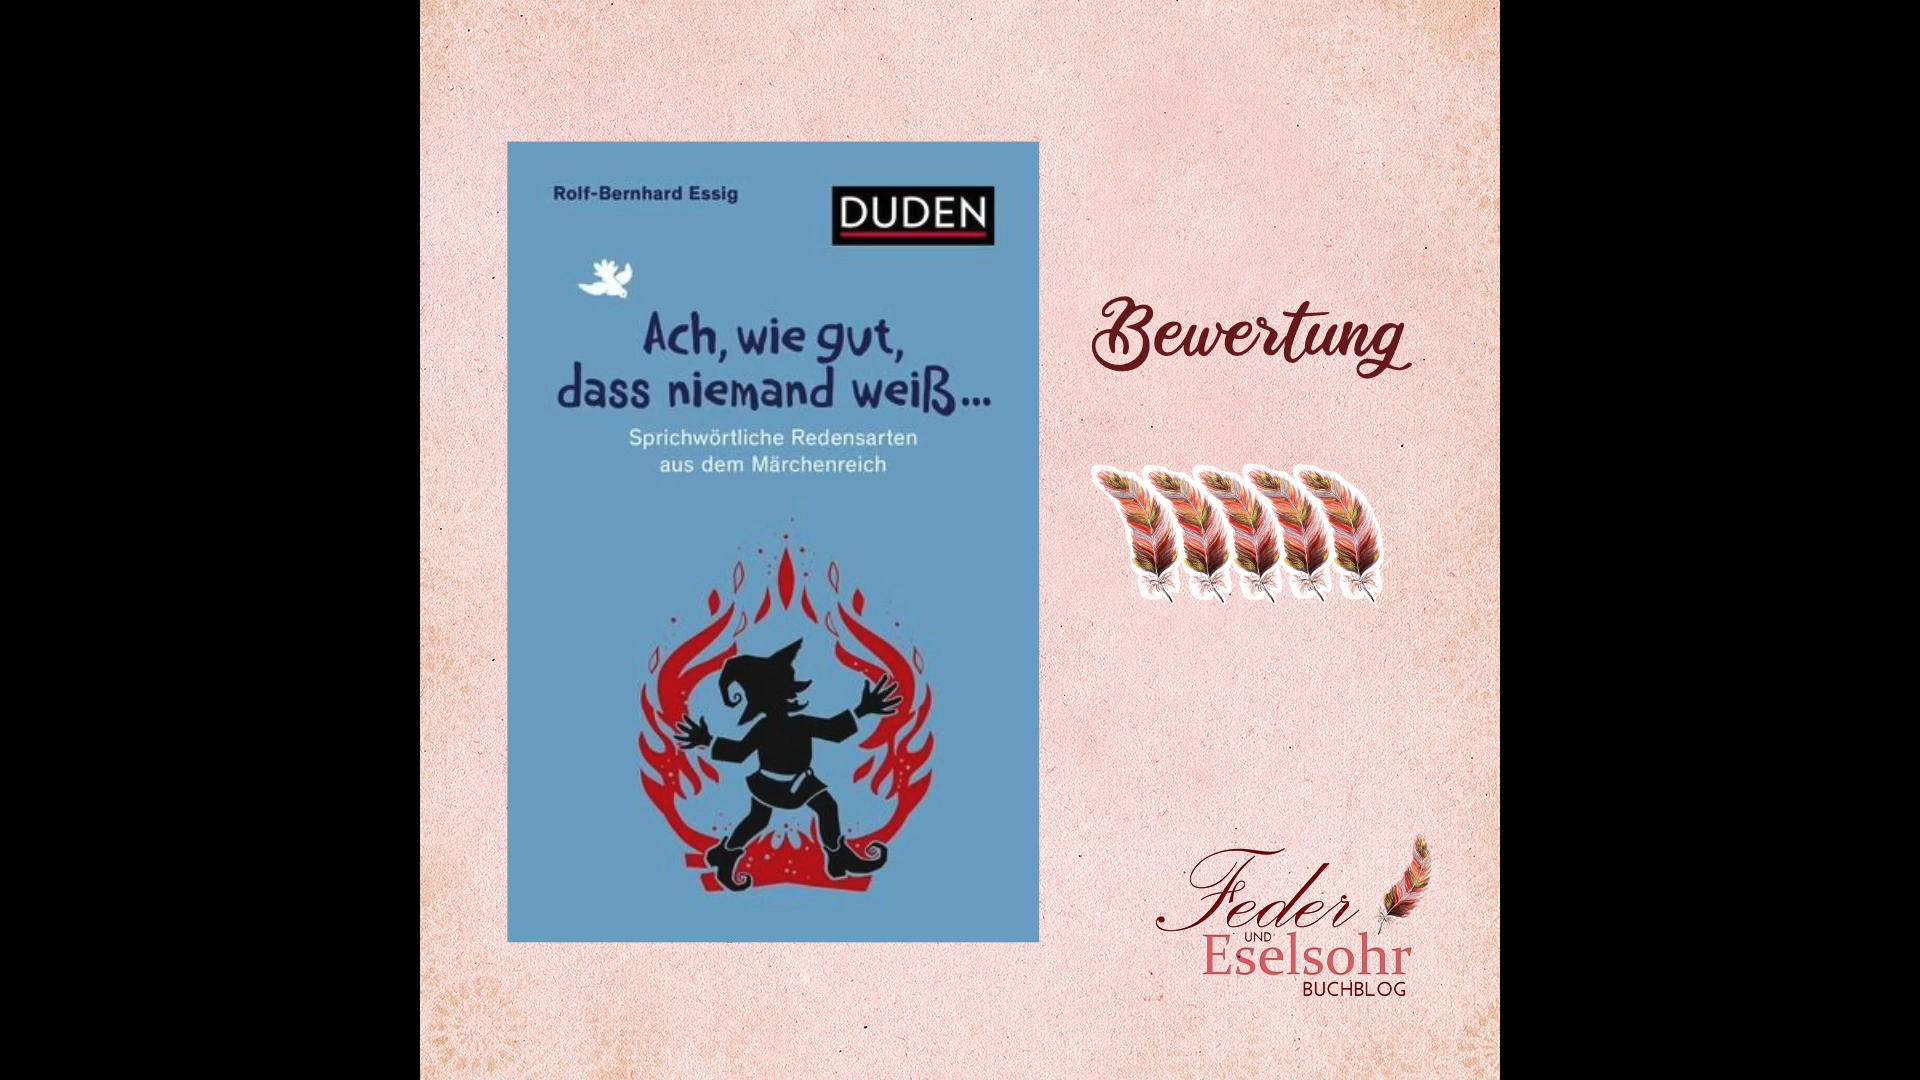 Rolf-Bernhard Essig
DUDEN
Ach, wie gut,
dass niemand weiß...
Sprichwörtliche Redensarten
aus dem Märchenreich
Bewertung
Feder
UND
Eselsohr
BUCHBLOG